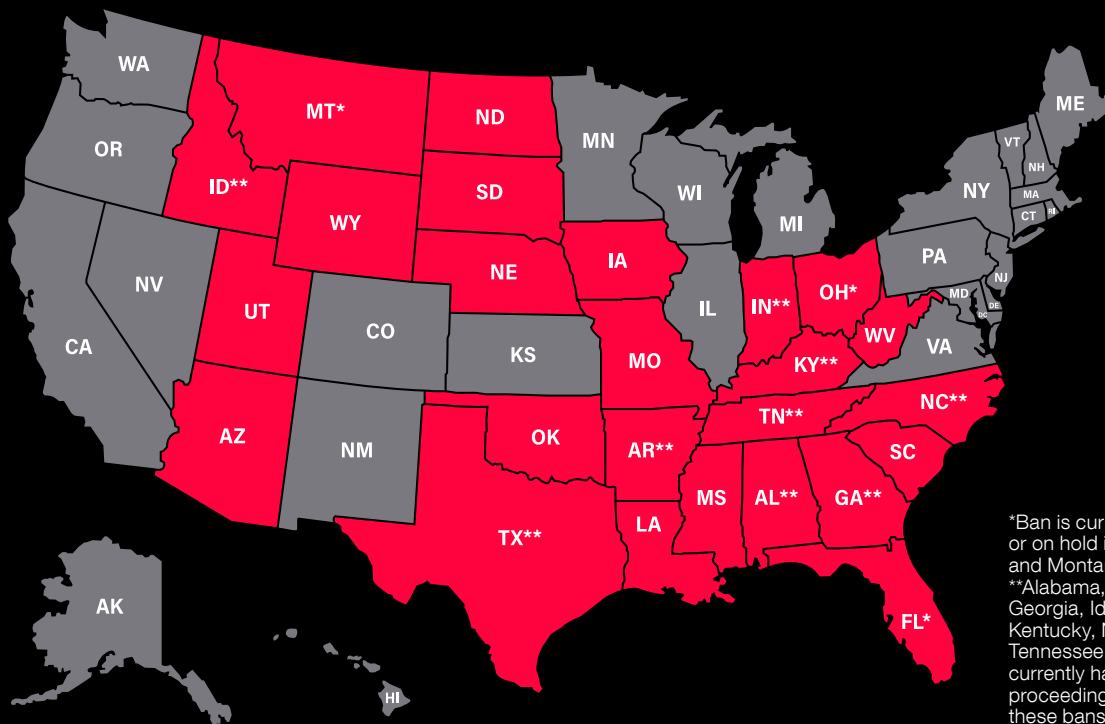 WA
ME
MT*
ND
VT
MN
OR
NH
ID**
SD
WI
NY
MA
WY
MI
CT
RI
IA
PA
NE
NJ
NV
IN**
OH*
MD
UT
IL
DE
CO
DC
WV
VA
CA
KS
MO
KY**
NC**
TN**
AZ
OK
NM
AR**
SC
MS
AL**
GA**
LA
TX**
*Ban is
or on hold
and
**Alabama,
Georgia,
AK
FL*
Kentucky,
Tennessee
currently
proceeding
HI
these bans